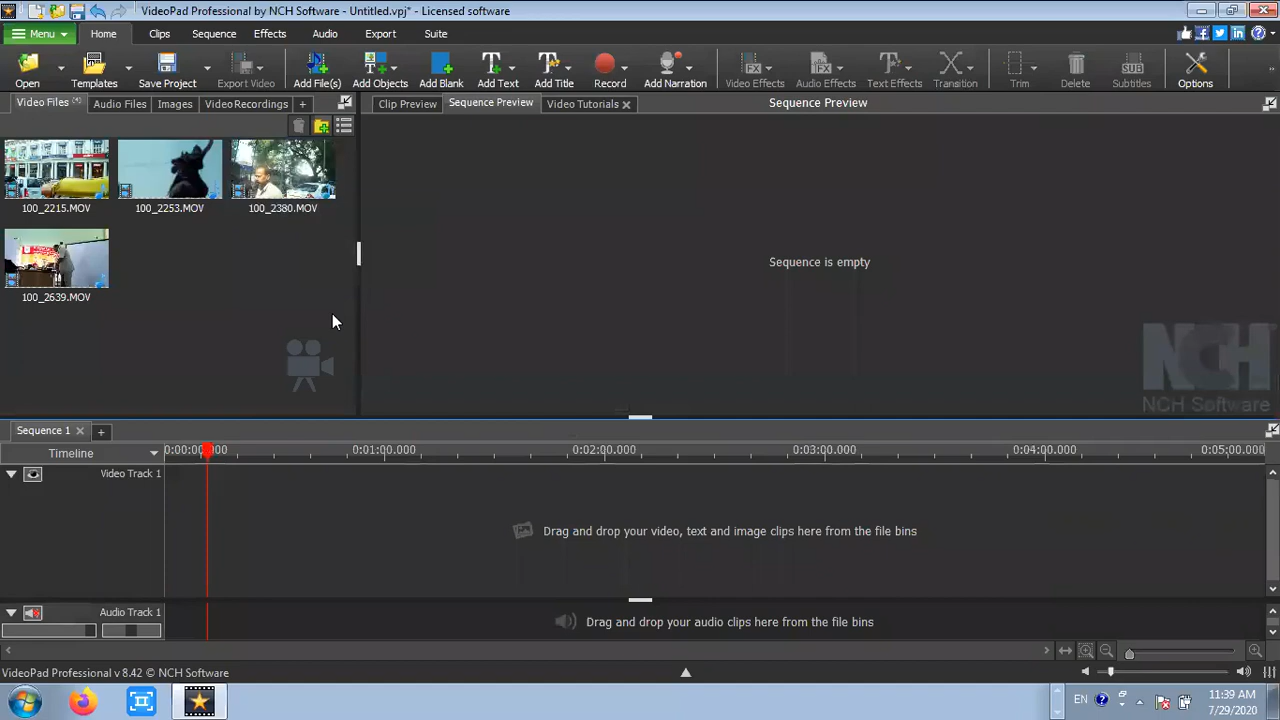 VideoPad Professional by NCH Software - Untitled.vpj* - Licensed software
Menu Home Clips Sequence Effects Audio Export Suite
Open Templates Save Project Export Video Add File(s) Add Objects Add Blank Add Text Add Title Record Add Narration Video Effects Audio Effects Text Effects Transition Trim Delete Subtitles Options
Video Files Audio Files Images Video Recordings + Clip Preview Sequence Preview Video Tutorials Sequence Preview
100_2215.MOV 100_2253.MOV 100_2380.MOV
100_2639.MOV
Sequence is empty
NCH
NCH Software
Sequence 1
Timeline 0:01:00.000 0:02:00.000 0:03:00.000 0:04:00.000 0:05:00.000
Video Track 1
Drag and drop your video, text and image clips here from the file bins
Audio Track 1
Drag and drop your audio clips here from the file bins
VideoPad Professional v 8.42 © NCH Software
EN 11:39 AM
7/29/2020